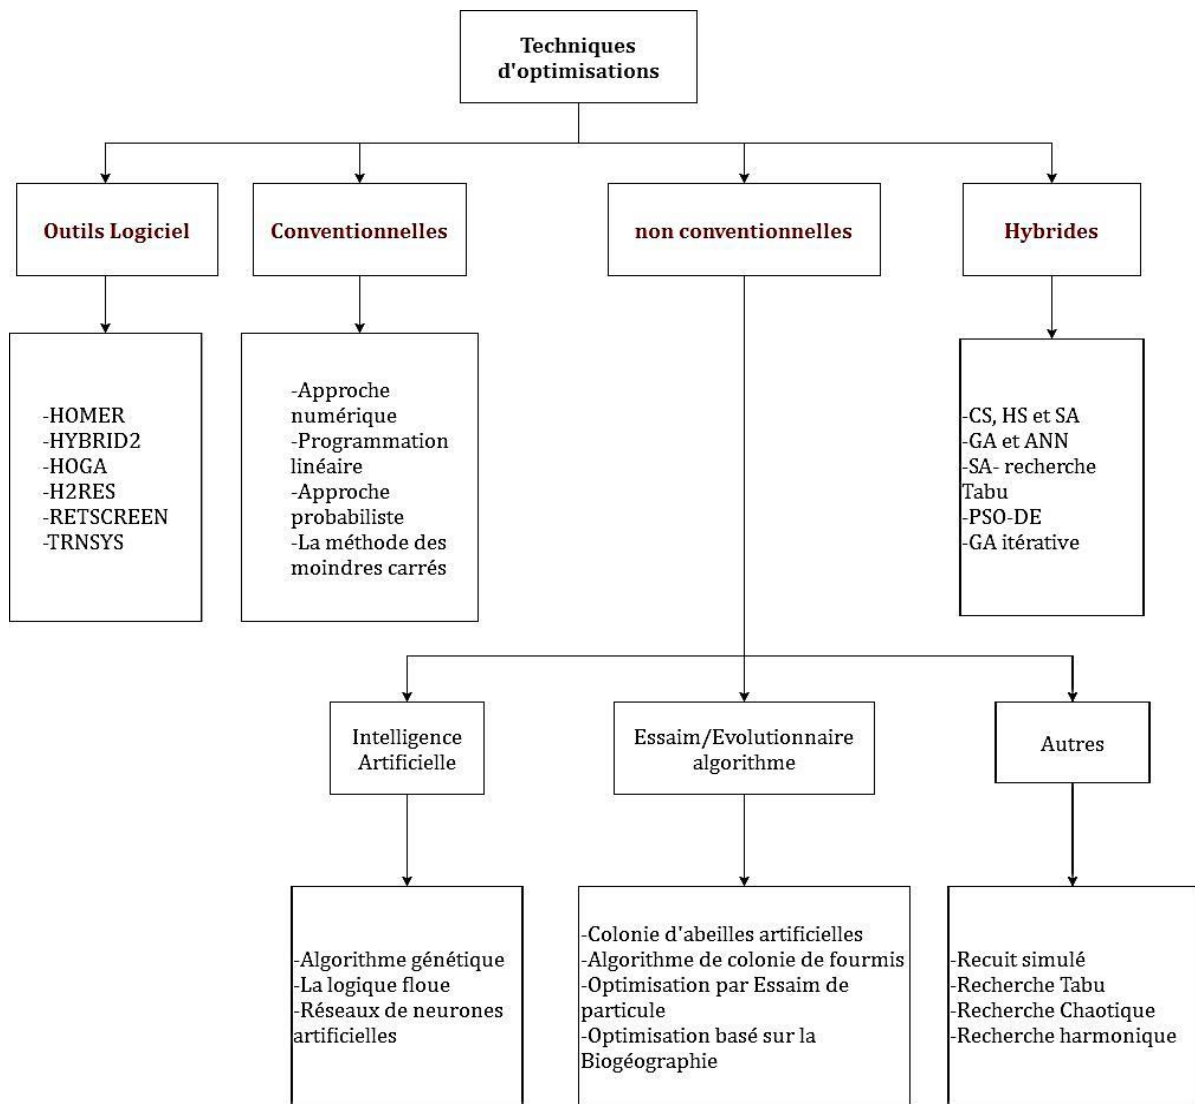 Techniques
d'optimisations
Outils Logiciel
Conventionnelles
non conventionnelles
Hybrides
-HOMER
-HYBRID2
-HOGA
-H2RES
-RETSCREEN
-TRNSYS
-Approche
numérique
-Programmation
linéaire
-Approche
probabiliste
-La méthode des
moindres carrés
-CS, HS et SA
-GA et ANN
-SA- recherche
Tabu
-PSO-DE
-GA itérative
Intelligence
Artificielle
Essaim/Evolutionnaire
algorithme
Autres
-Algorithme génétique
-La logique floue
-Réseaux de neurones
artificielles
-Colonie d'abeilles artificielles
-Algorithme de colonie de fourmis
-Optimisation par Essaim de
particule
-Optimisation basé sur la
Biogéographie
-Recuit simulé
-Recherche Tabu
-Recherche Chaotique
-Recherche harmonique